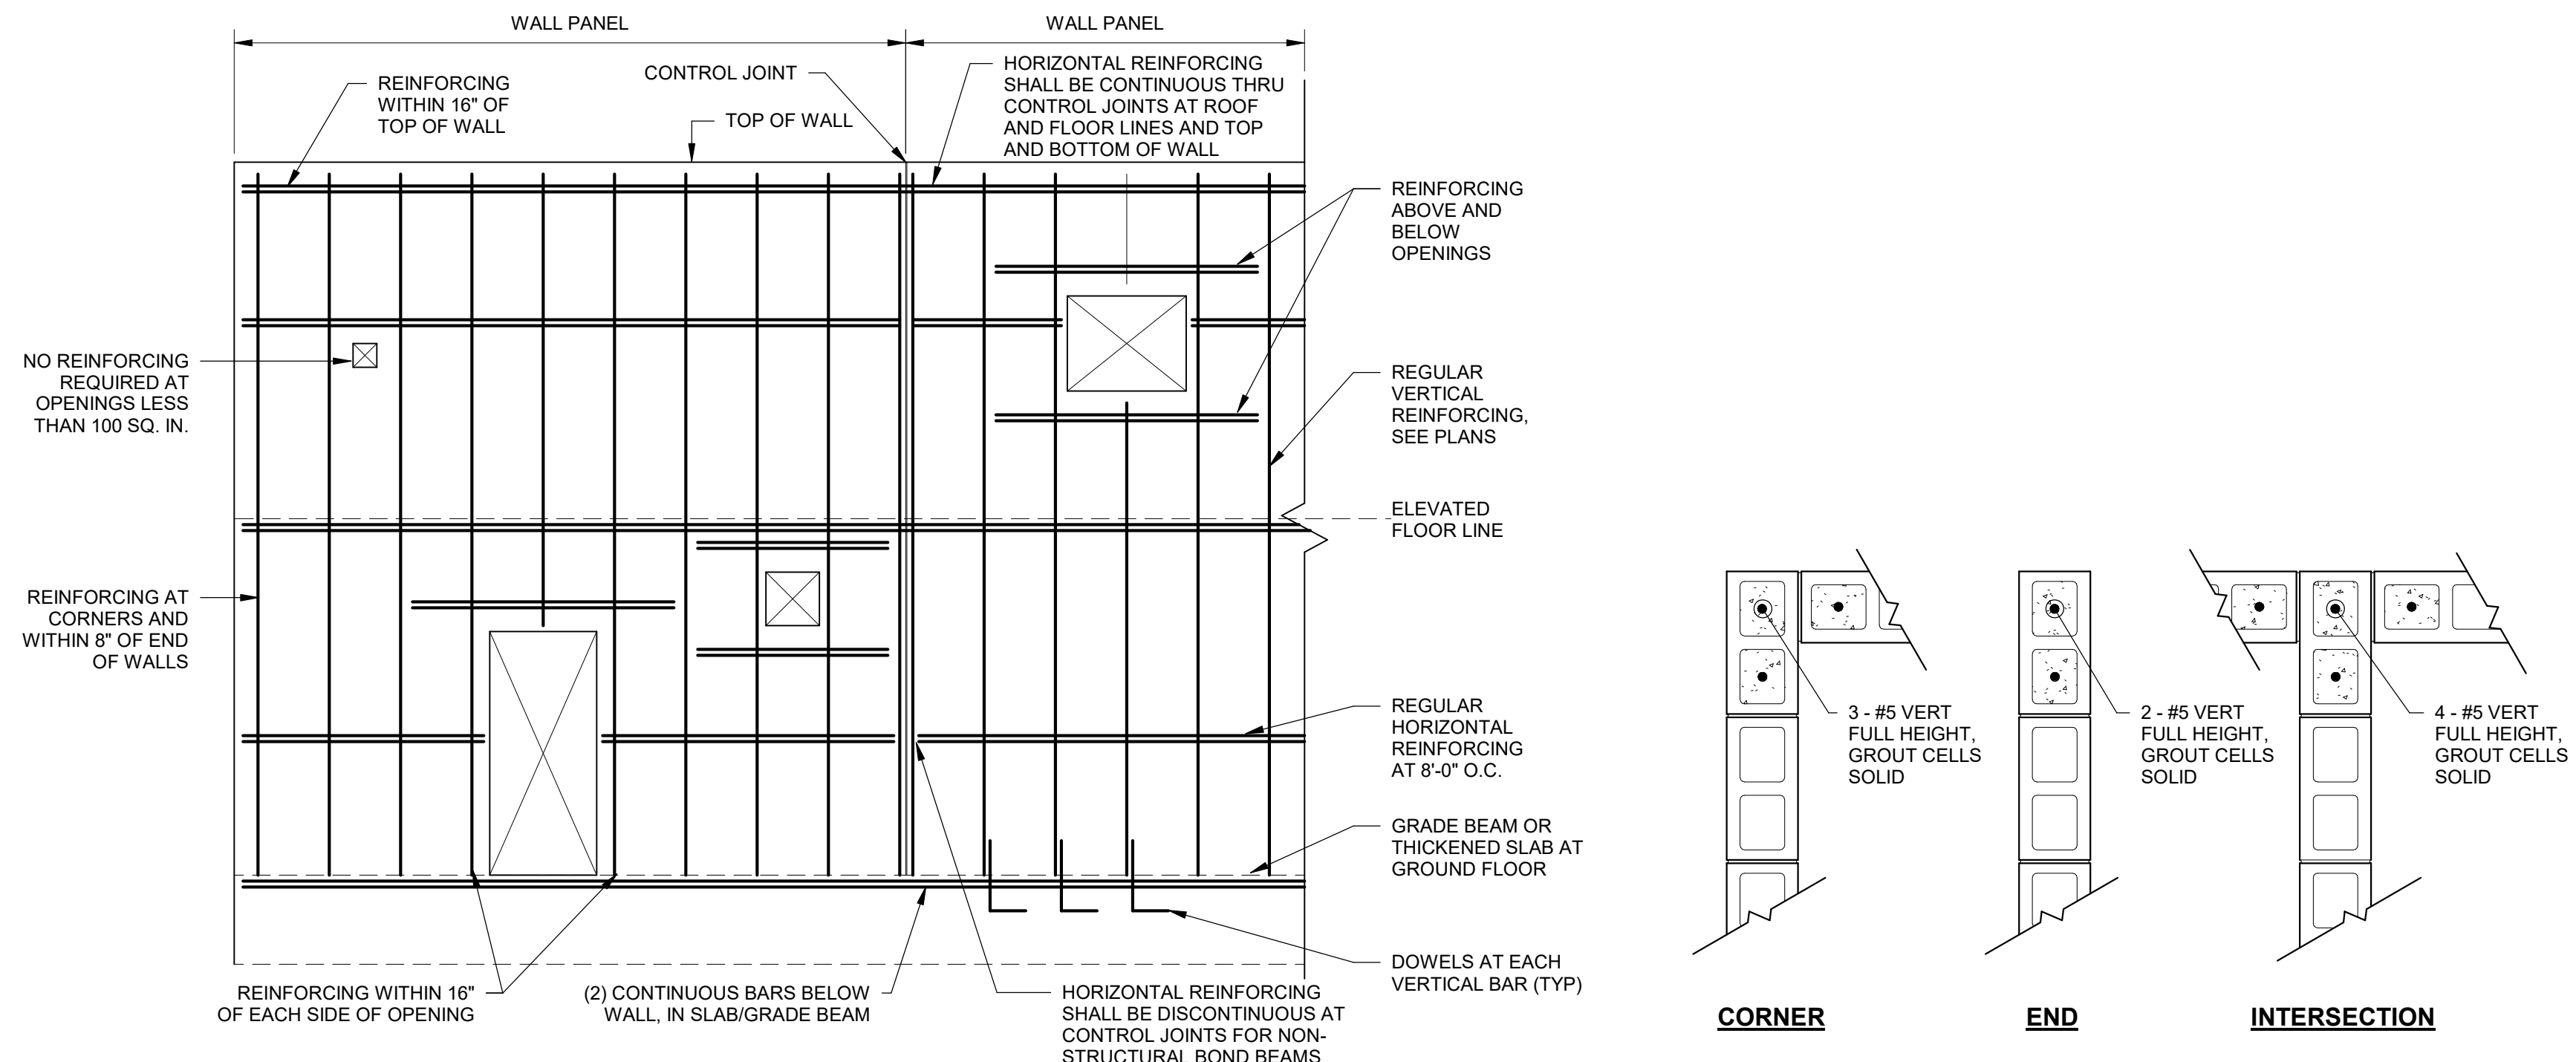 WALL PANEL
WALL PANEL
REINFORCING
WITHIN 16" OF
TOP OF WALL
CONTROL JOINT
TOP OF WALL
HORIZONTAL REINFORCING
SHALL BE CONTINUOUS THRU
CONTROL JOINTS AT ROOF
AND FLOOR LINES AND TOP
AND BOTTOM OF WALL
REINFORCING
ABOVE AND
BELOW
OPENINGS
NO REINFORCING
REQUIRED AT
OPENINGS LESS
THAN 100 SQ. IN.
REGULAR
VERTICAL
REINFORCING,
SEE PLANS
ELEVATED
FLOOR LINE
REINFORCING AT
CORNERS AND
WITHIN 8" OF END
OF WALLS
REGULAR
HORIZONTAL
REINFORCING
AT 8'-0" O.C.
GRADE BEAM OR
THICKENED SLAB AT
GROUND FLOOR
DOWELS AT EACH
VERTICAL BAR (TYP)
REINFORCING WITHIN 16"
OF EACH SIDE OF OPENING
(2) CONTINUOUS BARS BELOW
WALL, IN SLAB/GRADE BEAM
HORIZONTAL REINFORCING
SHALL BE DISCONTINUOUS AT
CONTROL JOINTS FOR NON-
STRUCTURAL BOND BEAMS
3 - #5 VERT
FULL HEIGHT,
GROUT CELLS
SOLID
2 - #5 VERT
FULL HEIGHT,
GROUT CELLS
SOLID
4 - #5 VERT
FULL HEIGHT,
GROUT CELLS
SOLID
CORNER
END
INTERSECTION